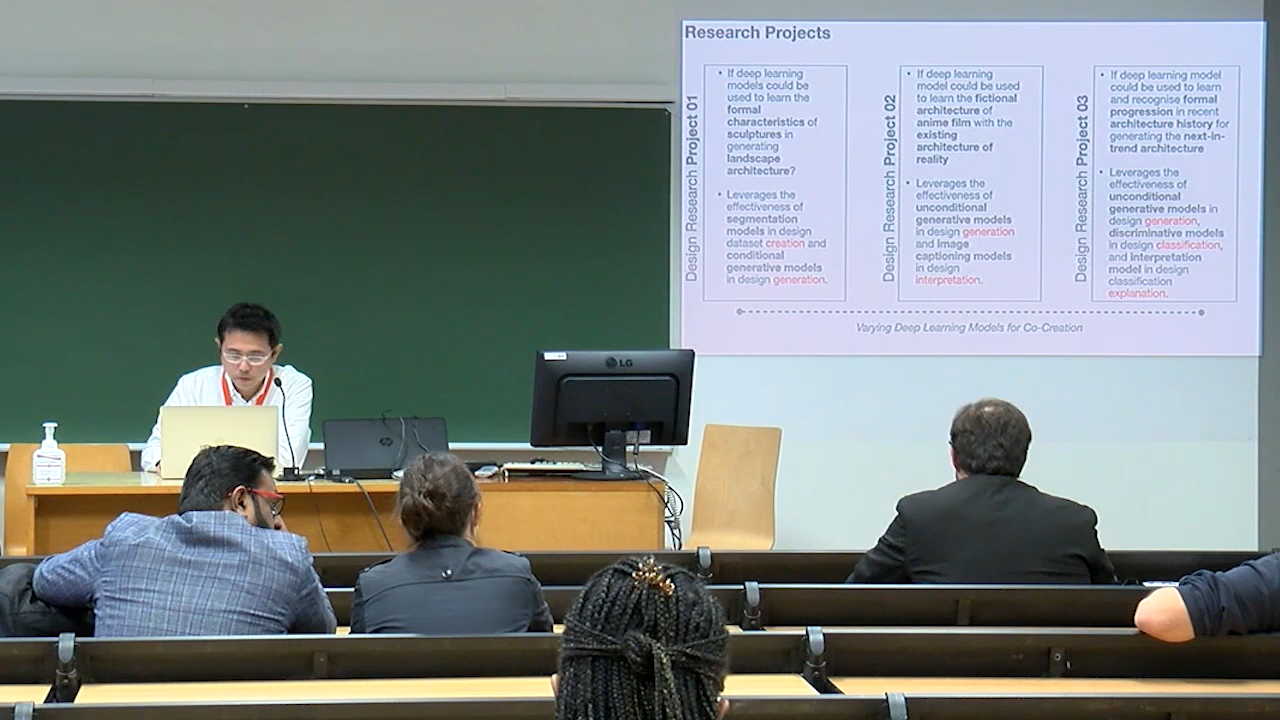 Research Projects
Design Research Project 01
• If deep learning
models could be
used to learn the
formal
characteristics of
sculptures in
generating
landscape
architecture?
• Leverages the
effectiveness of
segmentation
models in design
dataset creation and
conditional
generative models
in design generation.
Design Research Project 02
• If deep learning
model could be used
to learn the fictional
architecture of
anime film with the
existing
architecture of
reality
• Leverages the
effectiveness of
unconditional
generative models
in design generation
and image
captioning models
in design
interpretation.
Design Research Project 03
• If deep learning model
could be used to learn
and recognise formal
progression in recent
architecture history for
generating the next-in-
trend architecture
• Leverages the
effectiveness of
unconditional
generative models in
design generation,
discriminative models
in design classification,
and interpretation
model in design
classification
explanation.
Varying Deep Learning Models for Co-Creation
LG
hp